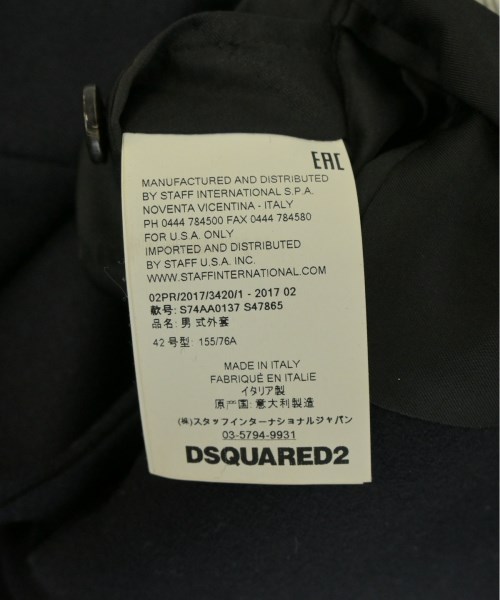 EAC
MANUFACTURED AND DISTRIBUTED
BY STAFF INTERNATIONAL S.P.A.
NOVENTA VICENTINA - ITALY
PH 0444 784500 FAX 0444 784580
FOR U.S.A. ONLY
IMPORTED AND DISTRIBUTED
BY STAFF U.S.A. INC.
WWW.STAFFINTERNATIONAL.COM
02PR/2017/3420/1 - 2017 02
款号: S74AA0137 S47865
品名: 男 式外套
42 号型: 155/76A
MADE IN ITALY
FABRIQUÉ EN ITALIE
イタリア製
原产国: 意大利製造
(株)スタッフインターナショナルジャパン
03-5794-9931
DSQUARED2